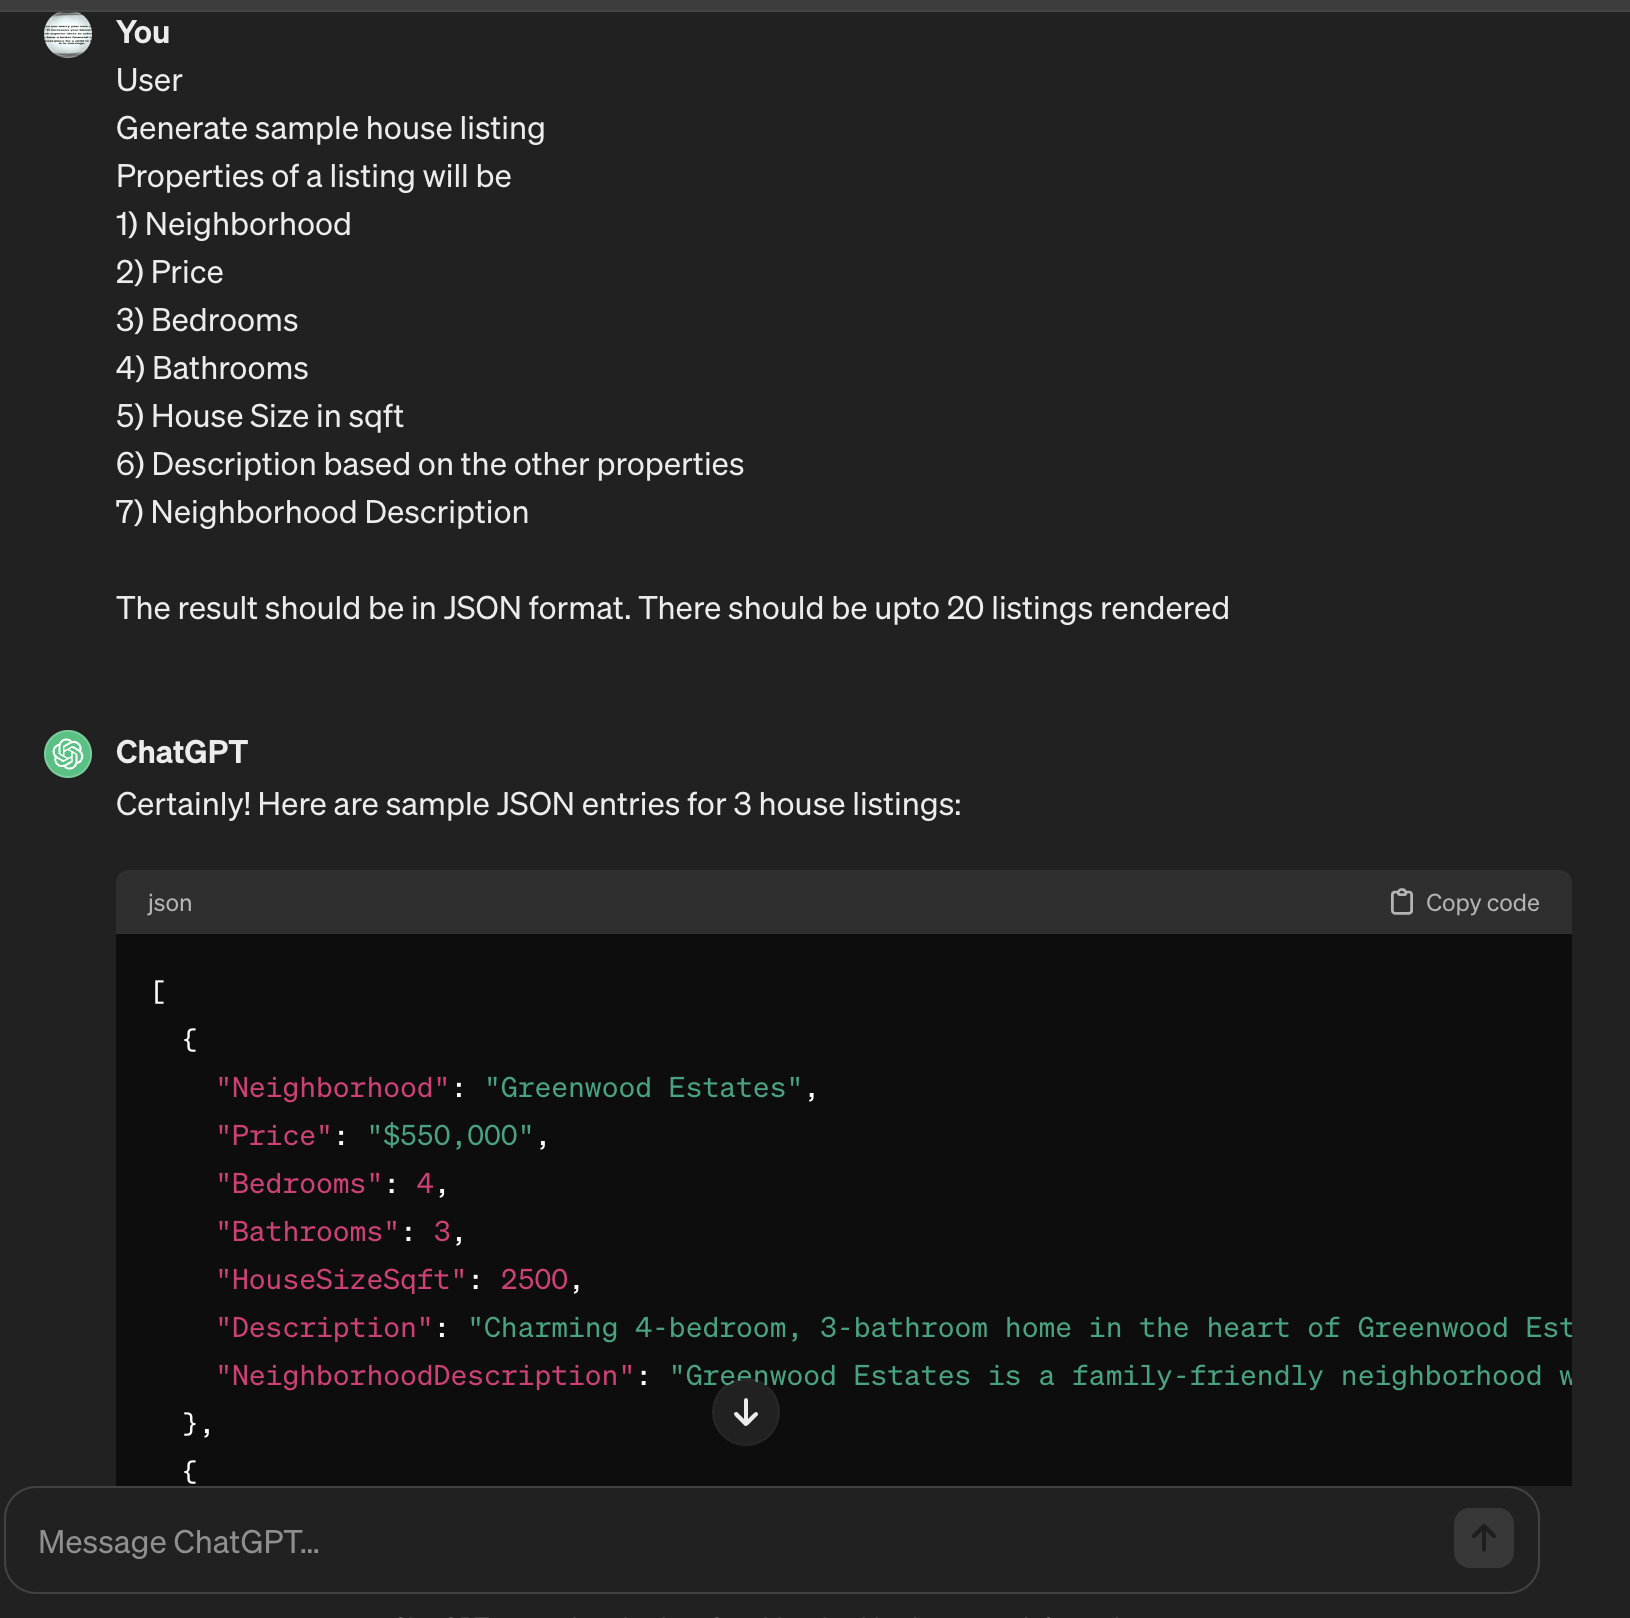 You
User
Generate sample house listing
Properties of a listing will be
1) Neighborhood
2) Price
3) Bedrooms
4) Bathrooms
5) House Size in sqft
6) Description based on the other properties
7) Neighborhood Description
The result should be in JSON format. There should be upto 20 listings rendered
ChatGPT
Certainly! Here are sample JSON entries for 3 house listings:
json
Copy code
[
{
"Neighborhood": "Greenwood Estates",
"Price": "$550,000",
"Bedrooms": 4,
"Bathrooms": 3,
"HouseSizeSqft": 2500,
"Description": "Charming 4-bedroom, 3-bathroom home in the heart of Greenwood Est
"NeighborhoodDescription": "Greenwood Estates is a family-friendly neighborhood w
},
{
Message ChatGPT...